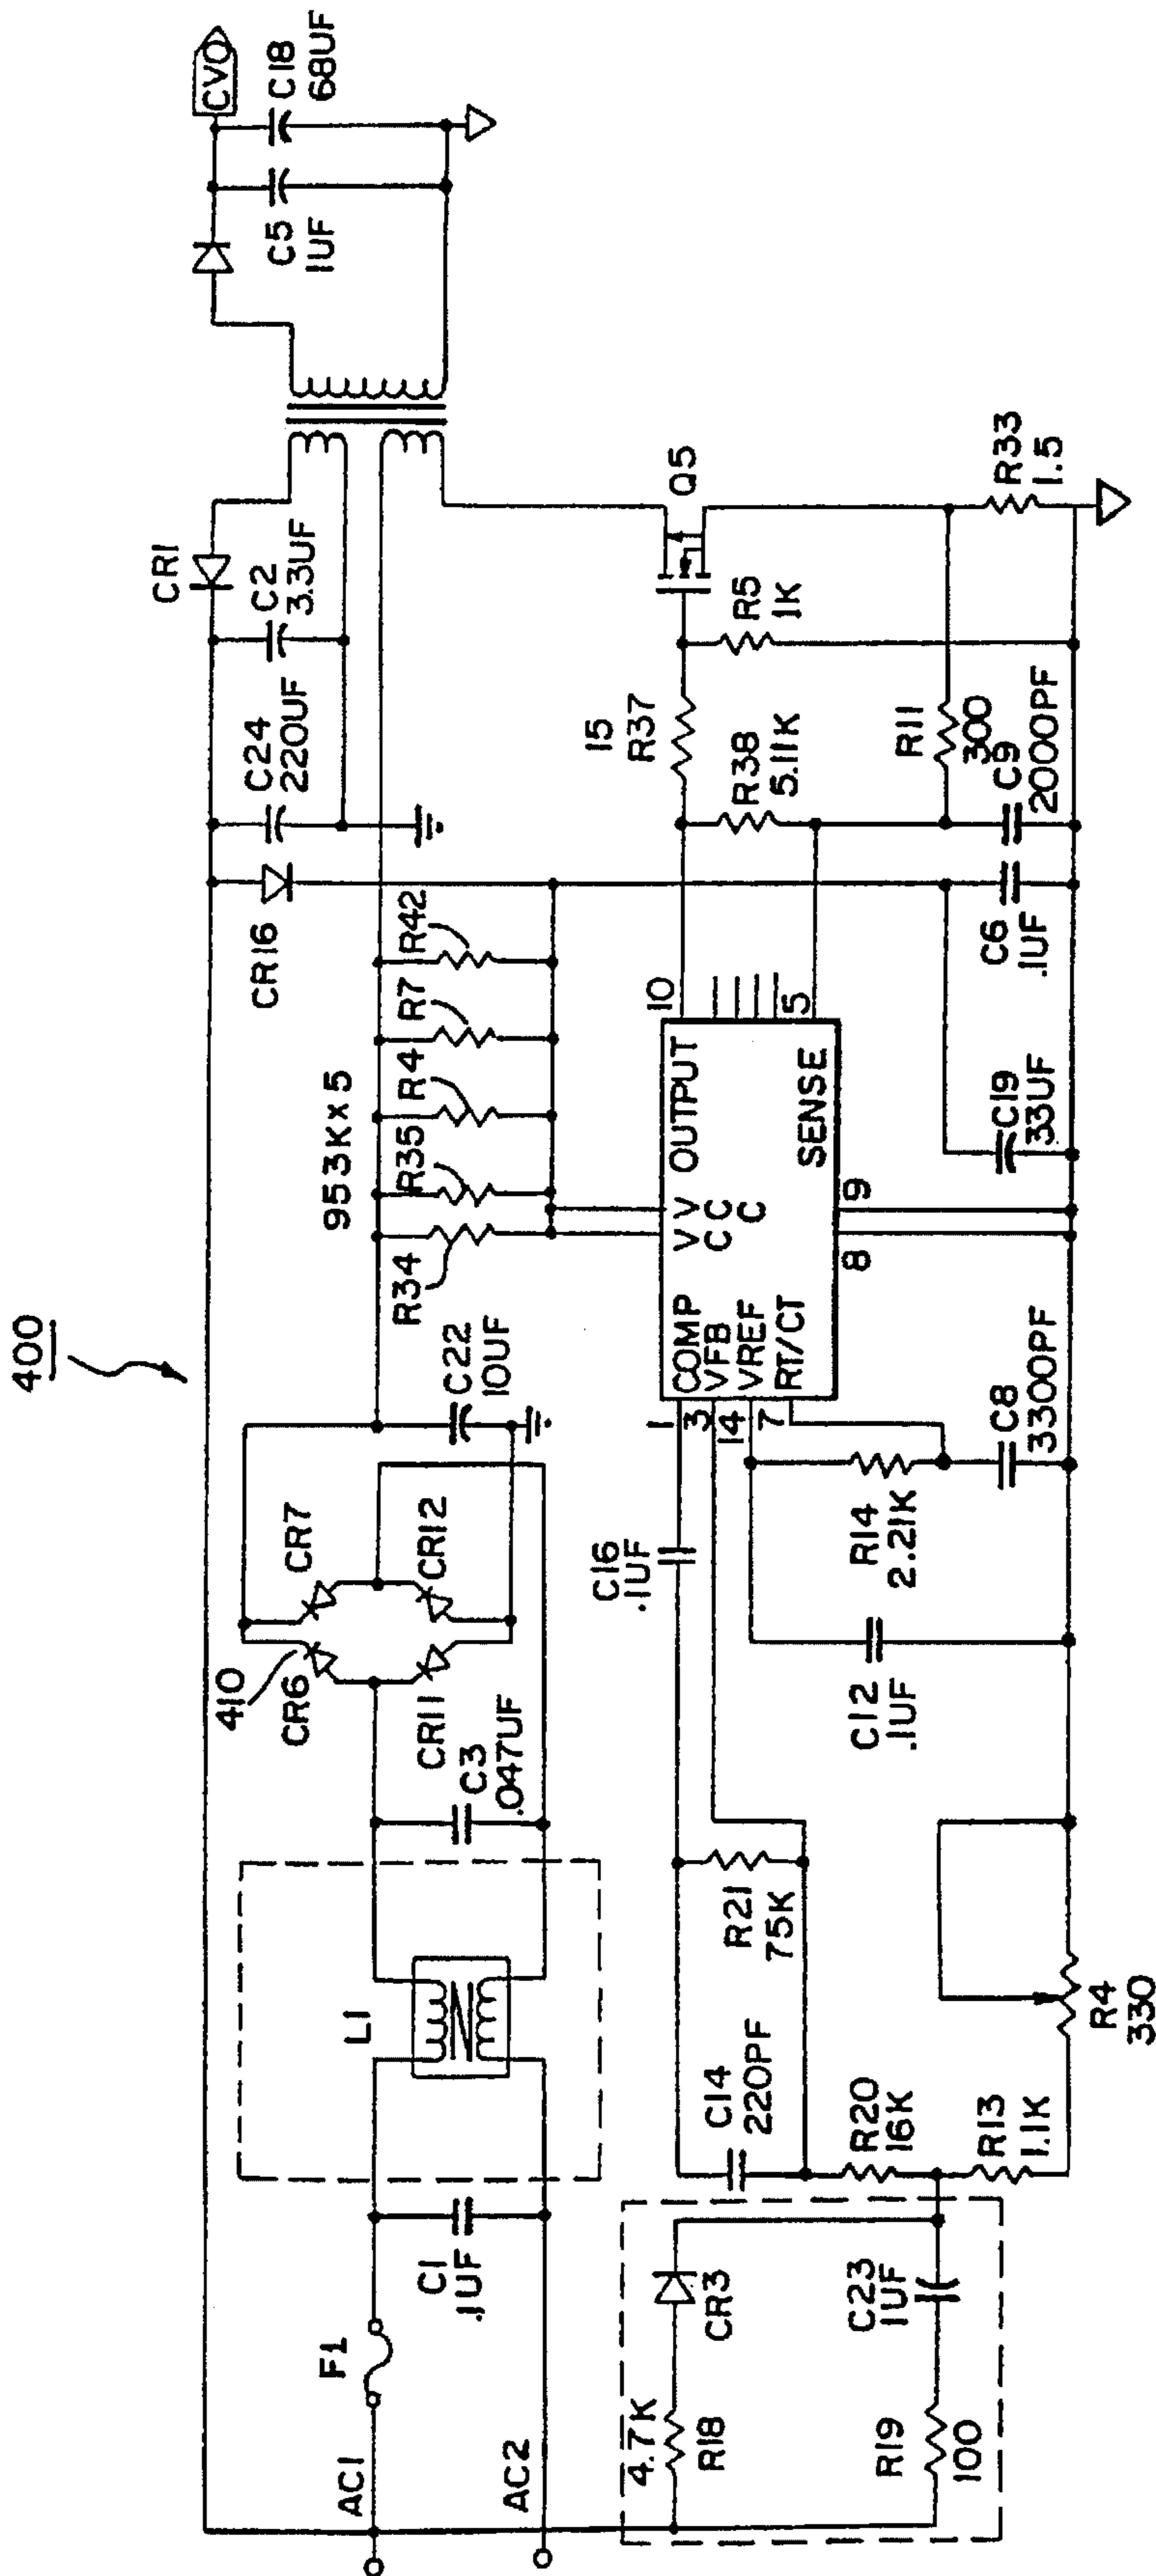 400
AC1
AC2
F1
C1
.1UF
L1
C3
.047UF
410
CR6
CR7
CR11
CR12
C22
10UF
953K x 5
R34
R35
R4
R7
R42
CR16
C24
220UF
C2
3.3UF
CR1
C5
1UF
C18
68UF
CVO
4.7K
R18
CR3
R19
100
C23
1UF
C14
220PF
R20
16K
R13
1.1K
R4
330
R21
75K
C16
.1UF
C12
.1UF
R14
2.21K
C8
3300PF
1
3
14
7
COMP
VFB
VREF
RT/CT
VC
VCC
OUTPUT
SENSE
10
5
8
9
C19
33UF
C6
.1UF
C9
2000PF
R38
5.11K
15
R37
R5
1K
R11
300
Q5
R33
1.5